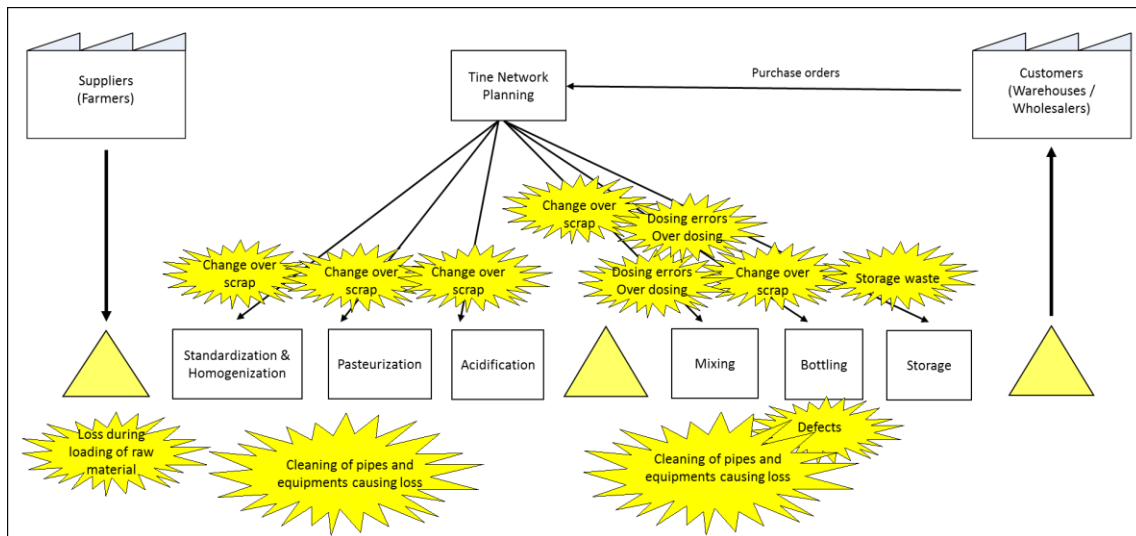 Suppliers
(Farmers)
Tine Network
Planning
Purchase orders
Customers
(Warehouses /
Wholesalers)
Change over
scrap
Dosing errors
Over dosing
Change over
scrap
Change over
scrap
Change over
scrap
Dosing errors
Over dosing
Change over
scrap
Storage waste
Standardization &
Homogenization
Pasteurization
Acidification
Mixing
Bottling
Storage
Loss during
loading of raw
material
Cleaning of pipes and
equipments causing loss
Defects
Cleaning of pipes and
equipments causing loss